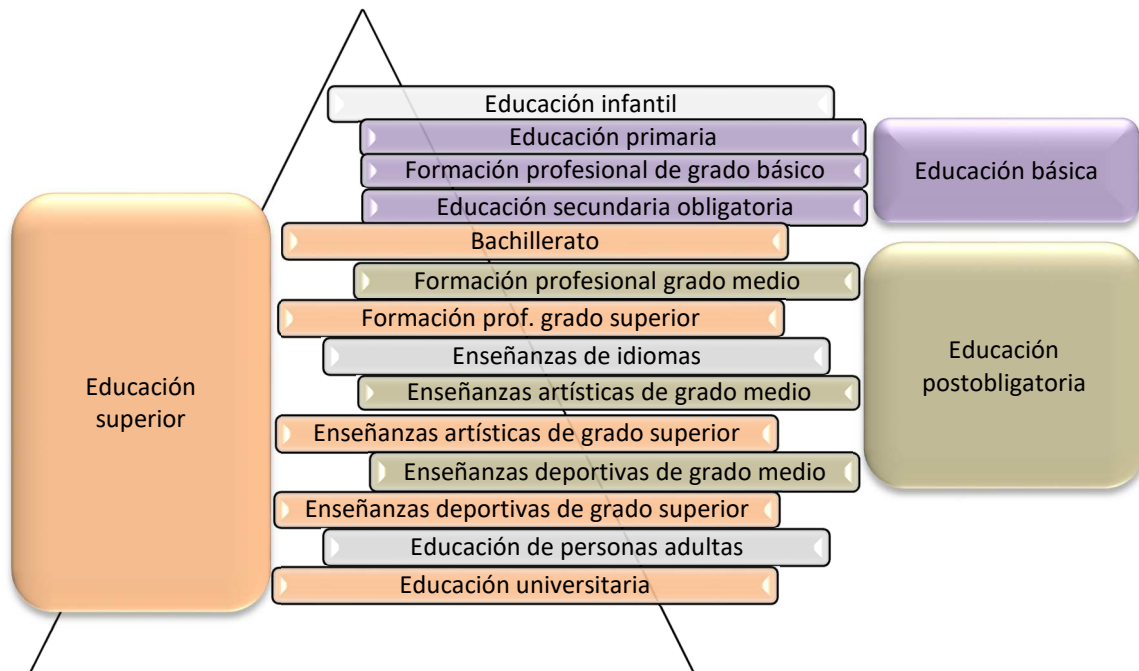 Educación infantil
Educación primaria
Formación profesional de grado básico
Educación secundaria obligatoria
Bachillerato
Formación profesional grado medio
Formación prof. grado superior
Enseñanzas de idiomas
Enseñanzas artísticas de grado medio
Enseñanzas artísticas de grado superior
Enseñanzas deportivas de grado medio
Enseñanzas deportivas de grado superior
Educación de personas adultas
Educación universitaria
Educación básica
Educación
postobligatoria
Educación
superior